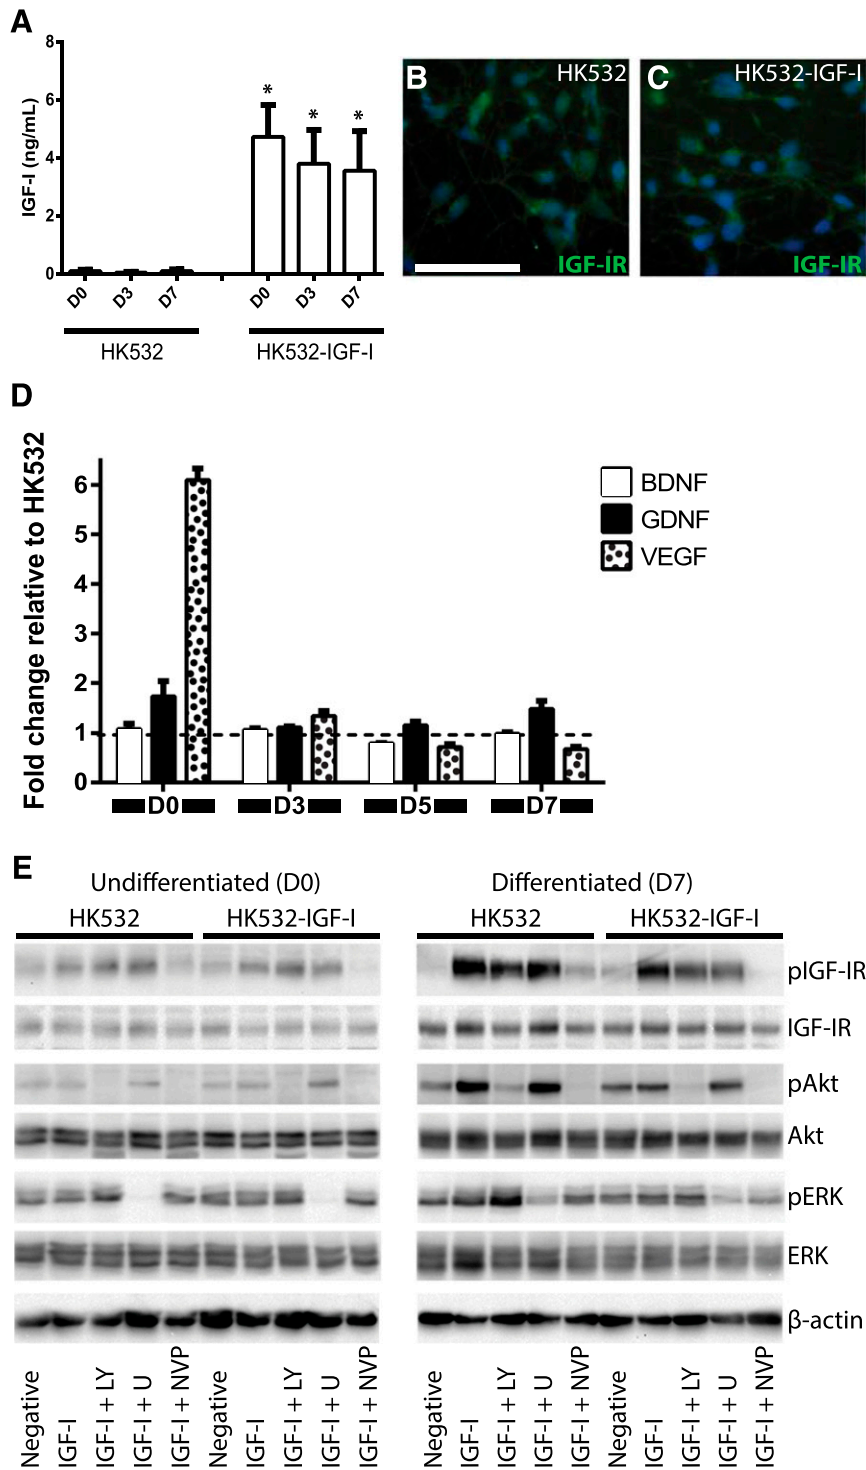 A
IGF-I (ng/mL)
8
6
4
2
0
* * *
D0 D3 D7 D0 D3 D7
HK532 HK532-IGF-I
B HK532
IGF-IR
C HK532-IGF-I
IGF-IR
D
Fold change relative to HK532
6
5
4
3
2
1
0
D0 D3 D5 D7
BDNF
GDNF
VEGF
E
Undifferentiated (D0) Differentiated (D7)
HK532 HK532-IGF-I HK532 HK532-IGF-I
pIGF-IR
IGF-IR
pAkt
Akt
pERK
ERK
β-actin
Negative IGF-I IGF-I + LY IGF-I + U IGF-I + NVP Negative IGF-I IGF-I + LY IGF-I + U IGF-I + NVP Negative IGF-I IGF-I + LY IGF-I + U IGF-I + NVP Negative IGF-I IGF-I + LY IGF-I + U IGF-I + NVP